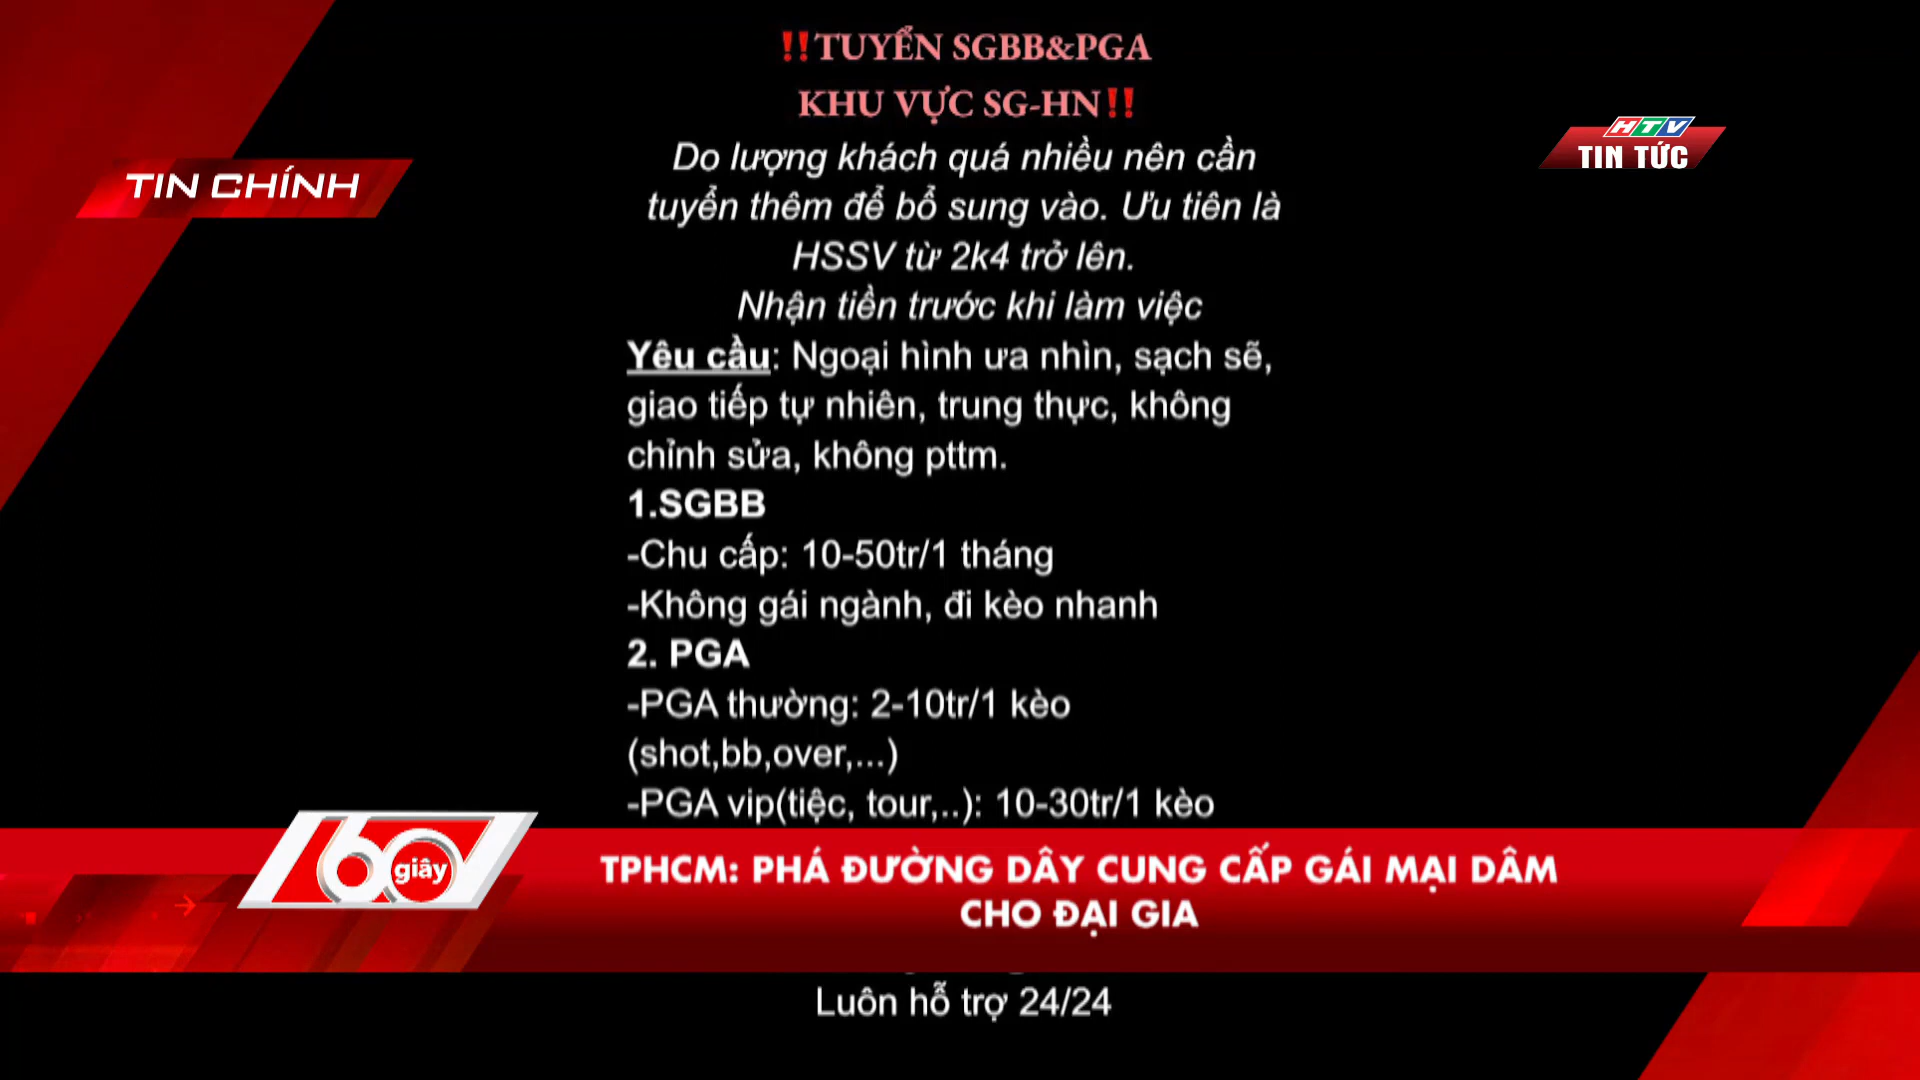 ‼TUYỂN SGBB&PGA
KHU VỰC SG-HN‼
HTV
TIN TỨC
TIN CHÍNH
Do lượng khách quá nhiều nên cần
tuyển thêm để bổ sung vào. Ưu tiên là
HSSV từ 2k4 trở lên.
Nhận tiền trước khi làm việc
Yêu cầu: Ngoại hình ưa nhìn, sạch sẽ,
giao tiếp tự nhiên, trung thực, không
chỉnh sửa, không pttm.
1.SGBB
-Chu cấp: 10-50tr/1 tháng
-Không gái ngành, đi kèo nhanh
2. PGA
-PGA thường: 2-10tr/1 kèo
(shot,bb,over,...)
-PGA vip(tiệc, tour,..): 10-30tr/1 kèo
60 giây
TPHCM: PHÁ ĐƯỜNG DÂY CUNG CẤP GÁI MẠI DÂM
CHO ĐẠI GIA
Luôn hỗ trợ 24/24